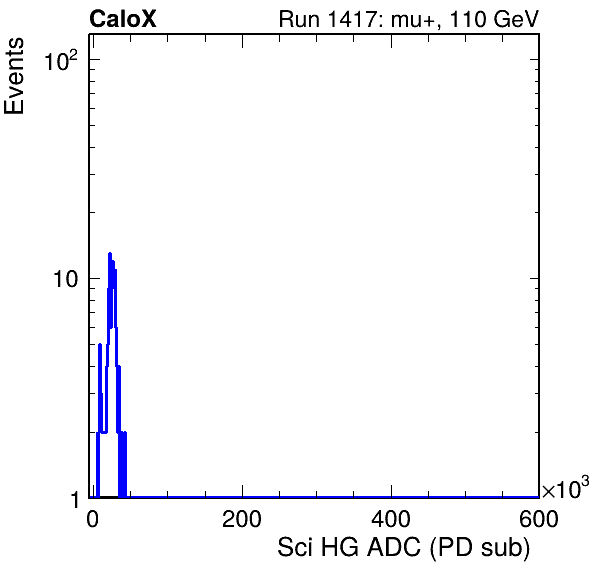 CaloX Run 1417: mu+, 110 GeV
Events
10²
10
1
0 200 400 600
×10³
Sci HG ADC (PD sub)